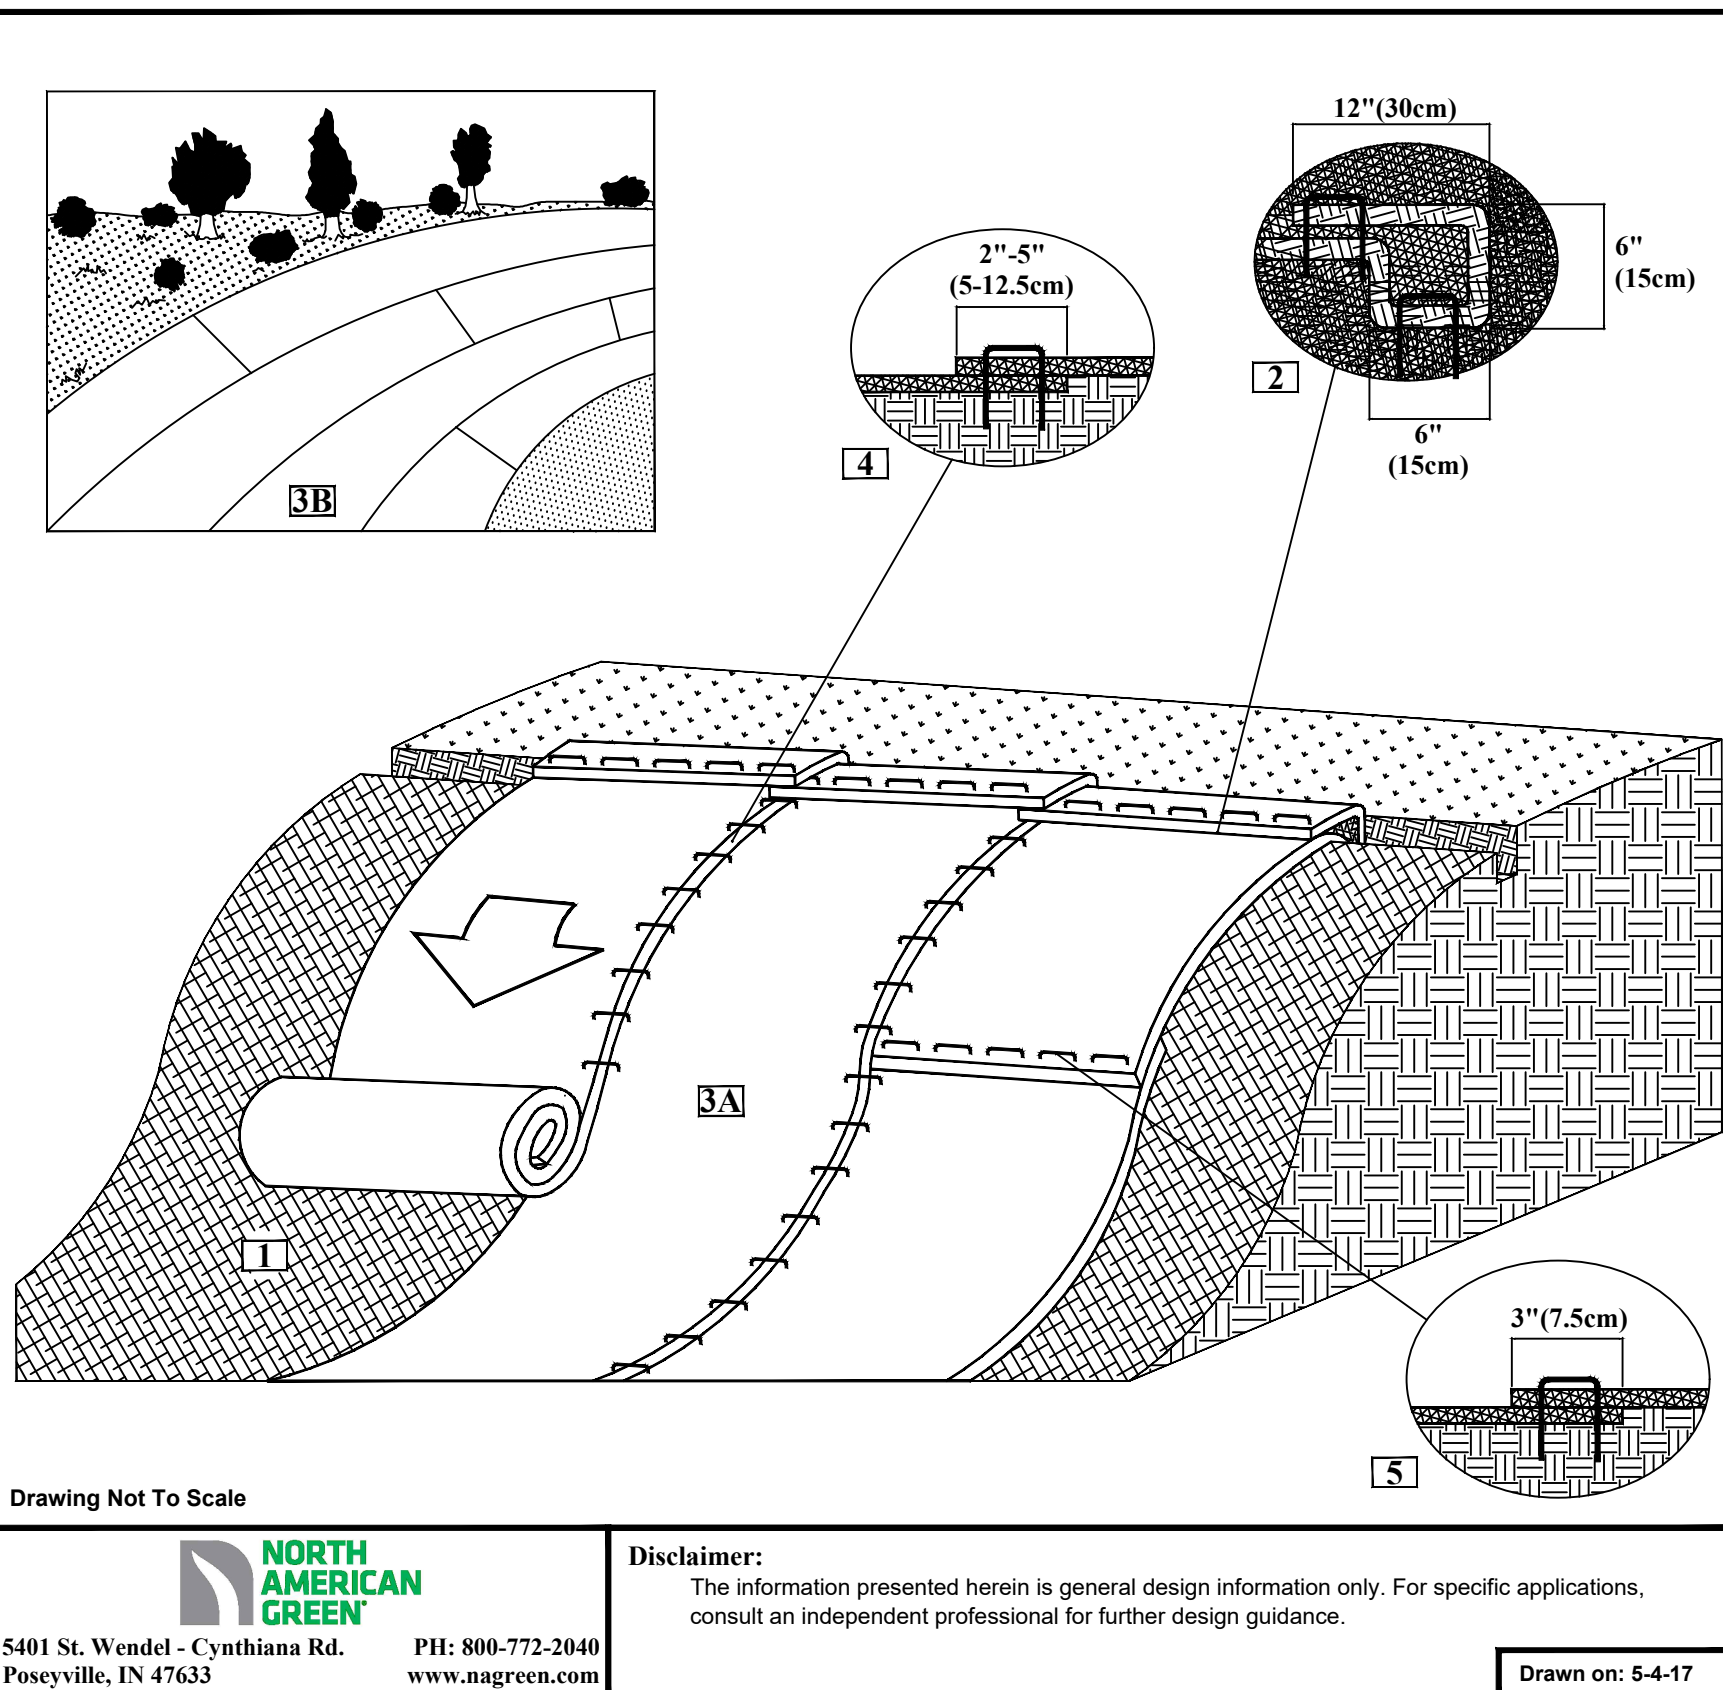 12"(30cm)
6"
(15cm)
2"-5"
(5-12.5cm)
2
6"
(15cm)
4
3B
3A
1
3"(7.5cm)
5
Drawing Not To Scale
NORTH
AMERICAN
GREEN®
5401 St. Wendel - Cynthiana Rd. PH: 800-772-2040
Poseyville, IN 47633 www.nagreen.com
Disclaimer:
The information presented herein is general design information only. For specific applications,
consult an independent professional for further design guidance.
Drawn on: 5-4-17